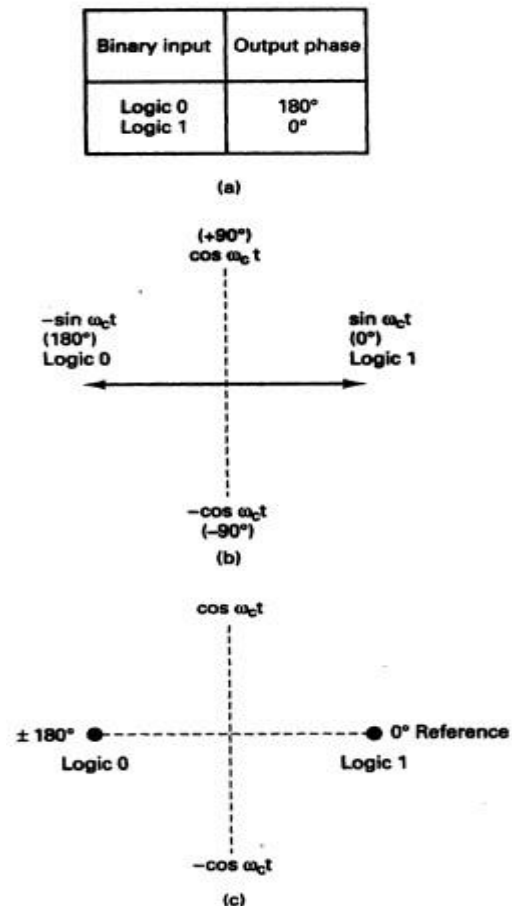 Binary input Output phase
Logic 0 180°
Logic 1 0°
(a)
(+90°)
cos ωc t
−sin ωct
(180°)
Logic 0
sin ωct
(0°)
Logic 1
−cos ωct
(−90°)
(b)
cos ωct
± 180°
Logic 0
0° Reference
Logic 1
−cos ωct
(c)